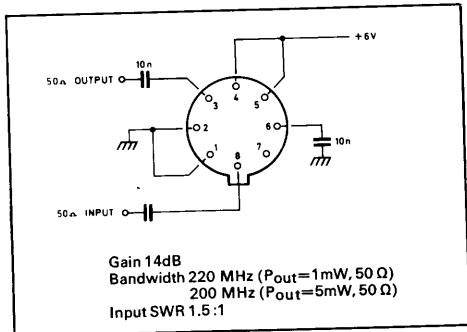 +6V
10n
50Ω OUTPUT
4
3
5
2
6
10n
1
7
8
50Ω INPUT
Gain 14dB
Bandwidth 220 MHz (Pout=1mW, 50 Ω)
200 MHz (Pout=5mW, 50 Ω)
Input SWR 1.5:1